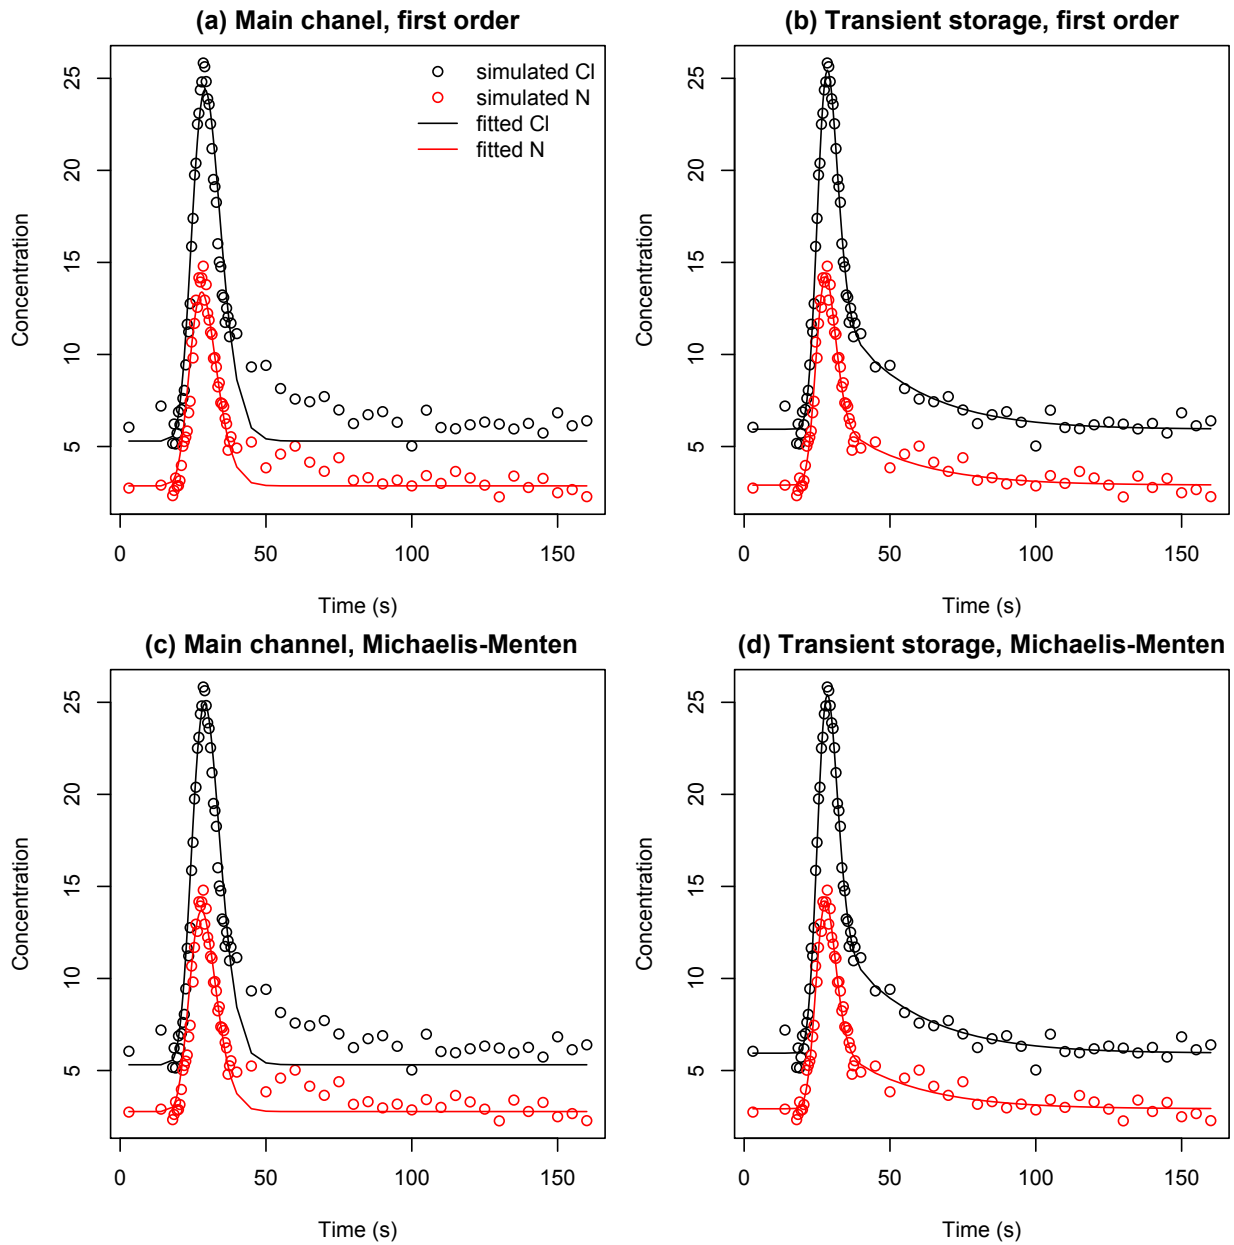 (a) Main chanel, first order
25
20
15
10
5
Concentration
simulated Cl
simulated N
fitted Cl
fitted N
0 50 100 150
Time (s)
(b) Transient storage, first order
25
20
15
10
5
Concentration
0 50 100 150
Time (s)
(c) Main channel, Michaelis-Menten
25
20
15
10
5
Concentration
0 50 100 150
Time (s)
(d) Transient storage, Michaelis-Menten
25
20
15
10
5
Concentration
0 50 100 150
Time (s)